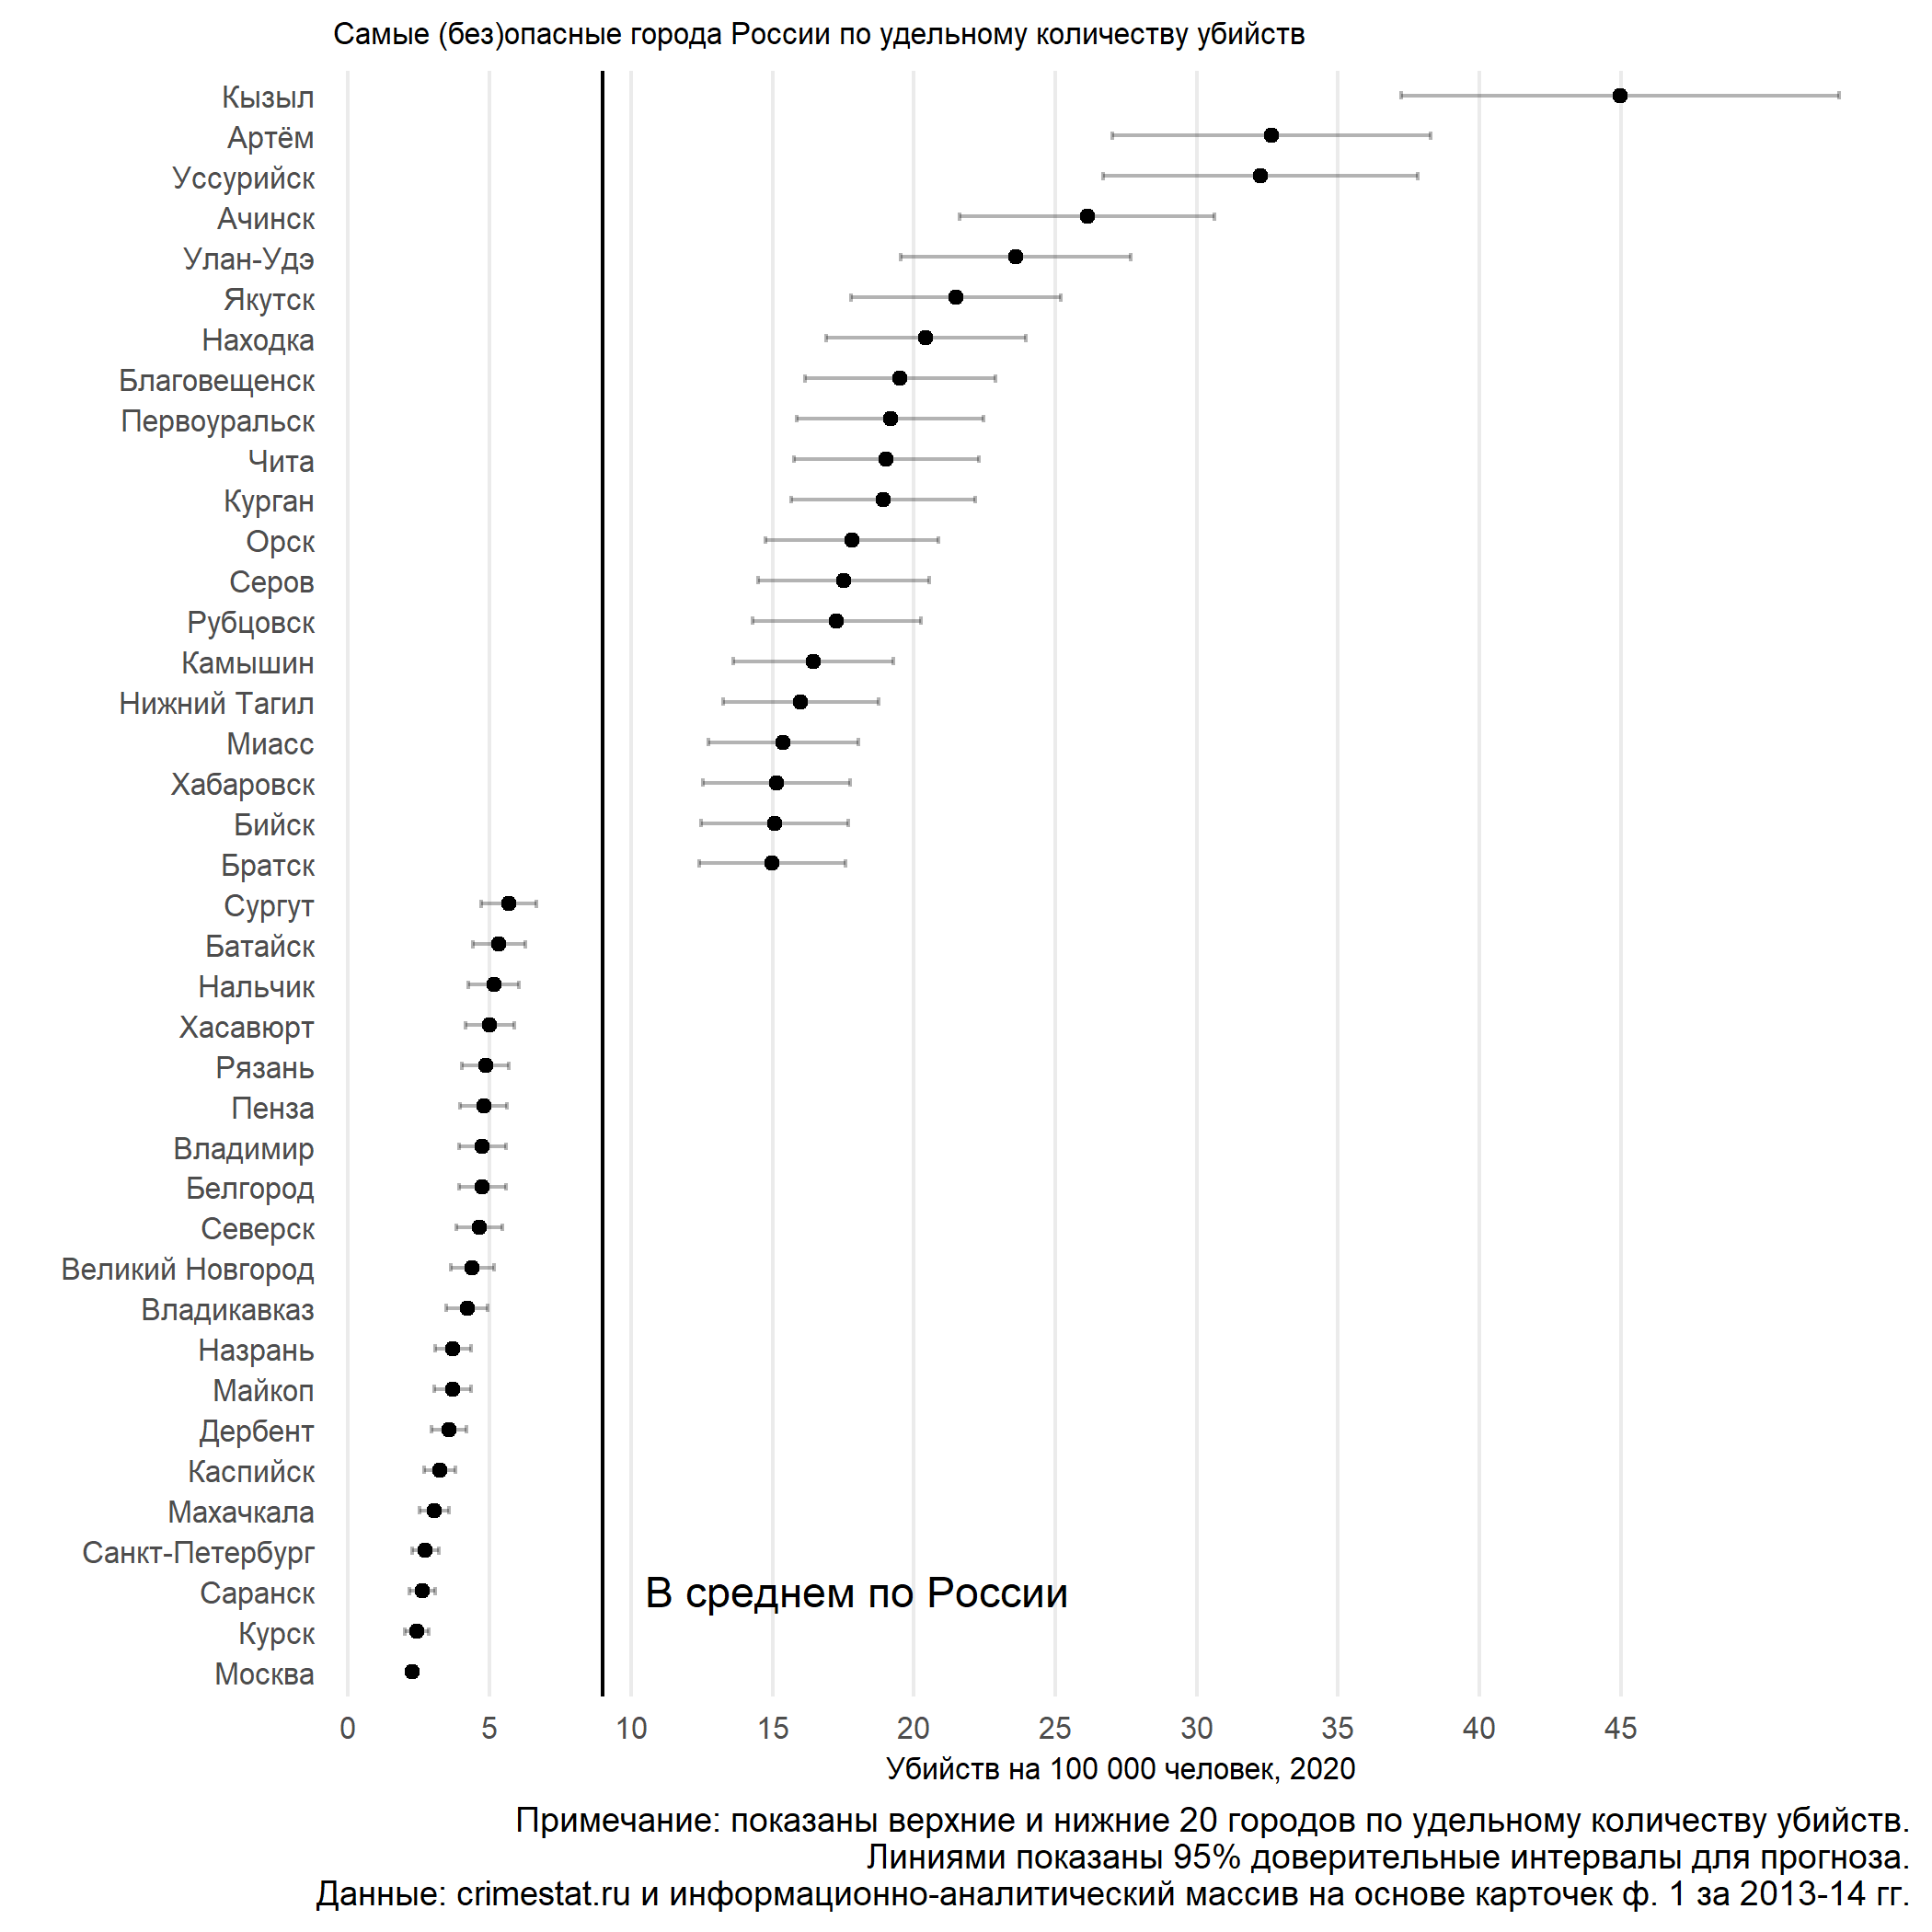 Самые (без)опасные города России по удельному количеству убийств
Кызыл
Артём
Уссурийск
Ачинск
Улан-Удэ
Якутск
Находка
Благовещенск
Первоуральск
Чита
Курган
Орск
Серов
Рубцовск
Камышин
Нижний Тагил
Миасс
Хабаровск
Бийск
Братск
Сургут
Батайск
Нальчик
Хасавюрт
Рязань
Пенза
Владимир
Белгород
Северск
Великий Новгород
Владикавказ
Назрань
Майкоп
Дербент
Каспийск
Махачкала
Санкт-Петербург
Саранск
В среднем по России
Курск
Москва
0 5 10 15 20 25 30 35 40 45
Убийств на 100 000 человек, 2020
Примечание: показаны верхние и нижние 20 городов по удельному количеству убийств.
Линиями показаны 95% доверительные интервалы для прогноза.
Данные: crimestat.ru и информационно-аналитический массив на основе карточек ф. 1 за 2013-14 гг.